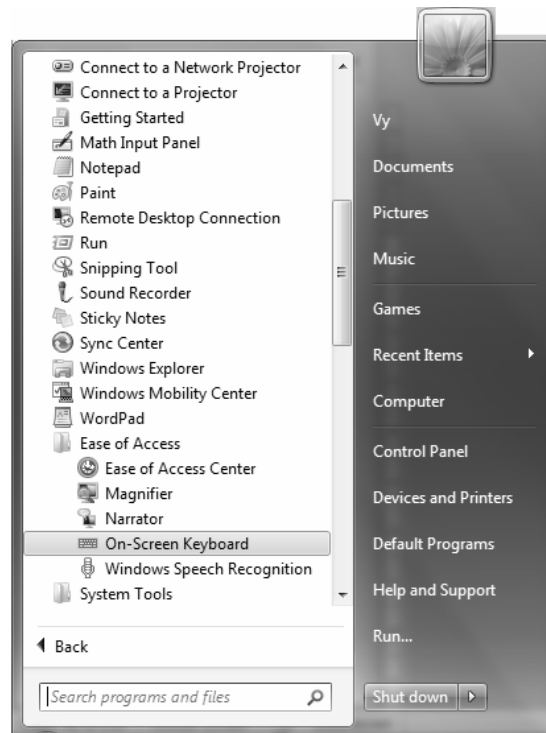 Connect to a Network Projector
Connect to a Projector
Getting Started
Math Input Panel
Notepad
Paint
Remote Desktop Connection
Run
Snipping Tool
Sound Recorder
Sticky Notes
Sync Center
Windows Explorer
Windows Mobility Center
WordPad
Ease of Access
Ease of Access Center
Magnifier
Narrator
On-Screen Keyboard
Windows Speech Recognition
System Tools
Back
Search programs and files
Vy
Documents
Pictures
Music
Games
Recent Items
Computer
Control Panel
Devices and Printers
Default Programs
Help and Support
Run...
Shut down